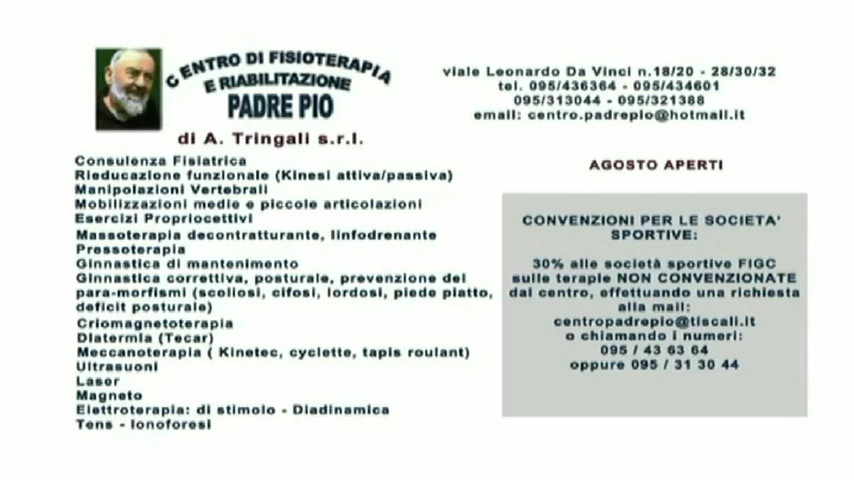 CENTRO DI FISIOTERAPIA
E RIABILITAZIONE
PADRE PIO
di A. Tringali s.r.l.
viale Leonardo Da Vinci n.18/20 - 28/30/32
tel. 095/436364 - 095/434601
095/313044 - 095/321388
email: centro.padrepio@hotmail.it
AGOSTO APERTI
Consulenza Fisiatrica
Rieducazione funzionale (Kinesi attiva/passiva)
Manipolazioni Vertebrali
Mobilizzazioni medie e piccole articolazioni
Esercizi Propriocettivi
Massoterapia decontratturante, linfodrenante
Pressoterapia
Ginnastica di mantenimento
Ginnastica correttiva, posturale, prevenzione dei
para-morfismi (scoliosi, cifosi, lordosi, piede piatto,
deficit posturale)
Criomagnetoterapia
Diatermia (Tecar)
Meccanoterapia ( Kinetec, cyclette, tapis roulant)
Ultrasuoni
Laser
Magneto
Elettroterapia: di stimolo - Diadinamica
Tens - Ionoforesi
CONVENZIONI PER LE SOCIETA'
SPORTIVE:
30% alle società sportive FIGC
sulle terapie NON CONVENZIONATE
dal centro, effettuando una richiesta
alla mail:
centropadrepio@tiscali.it
o chiamando i numeri:
095 / 43 63 64
oppure 095 / 31 30 44